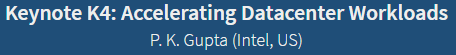 Keynote K4: Accelerating Datacenter Workloads
P. K. Gupta (Intel, US)